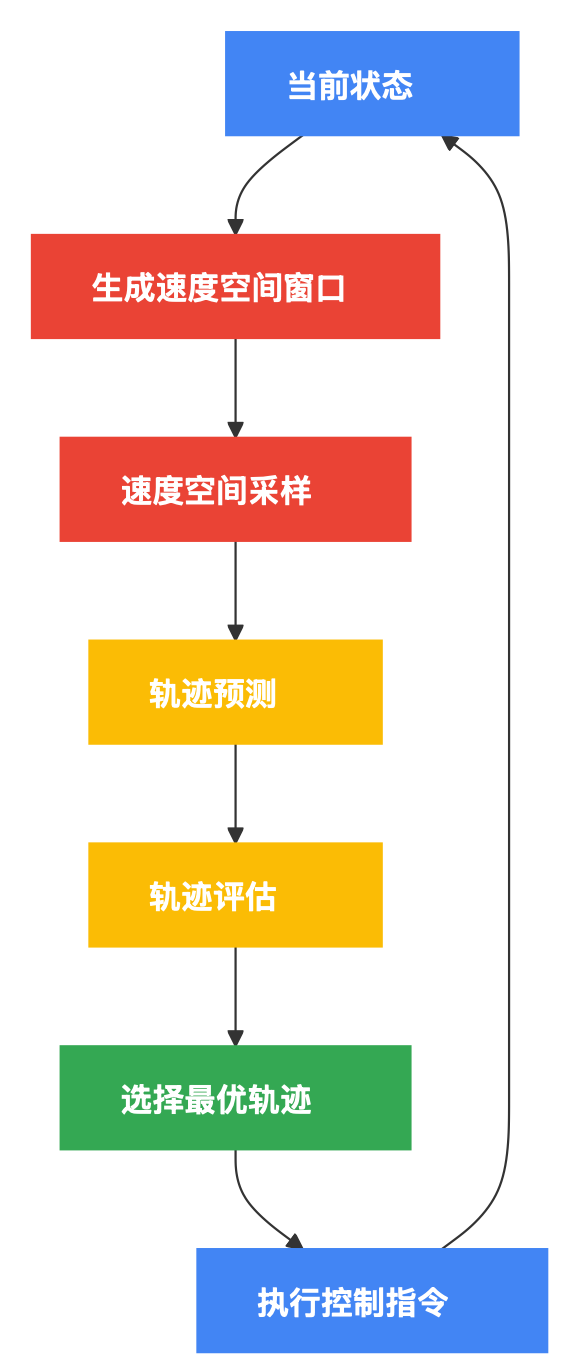 当前状态
生成速度空间窗口
速度空间采样
轨迹预测
轨迹评估
选择最优轨迹
执行控制指令